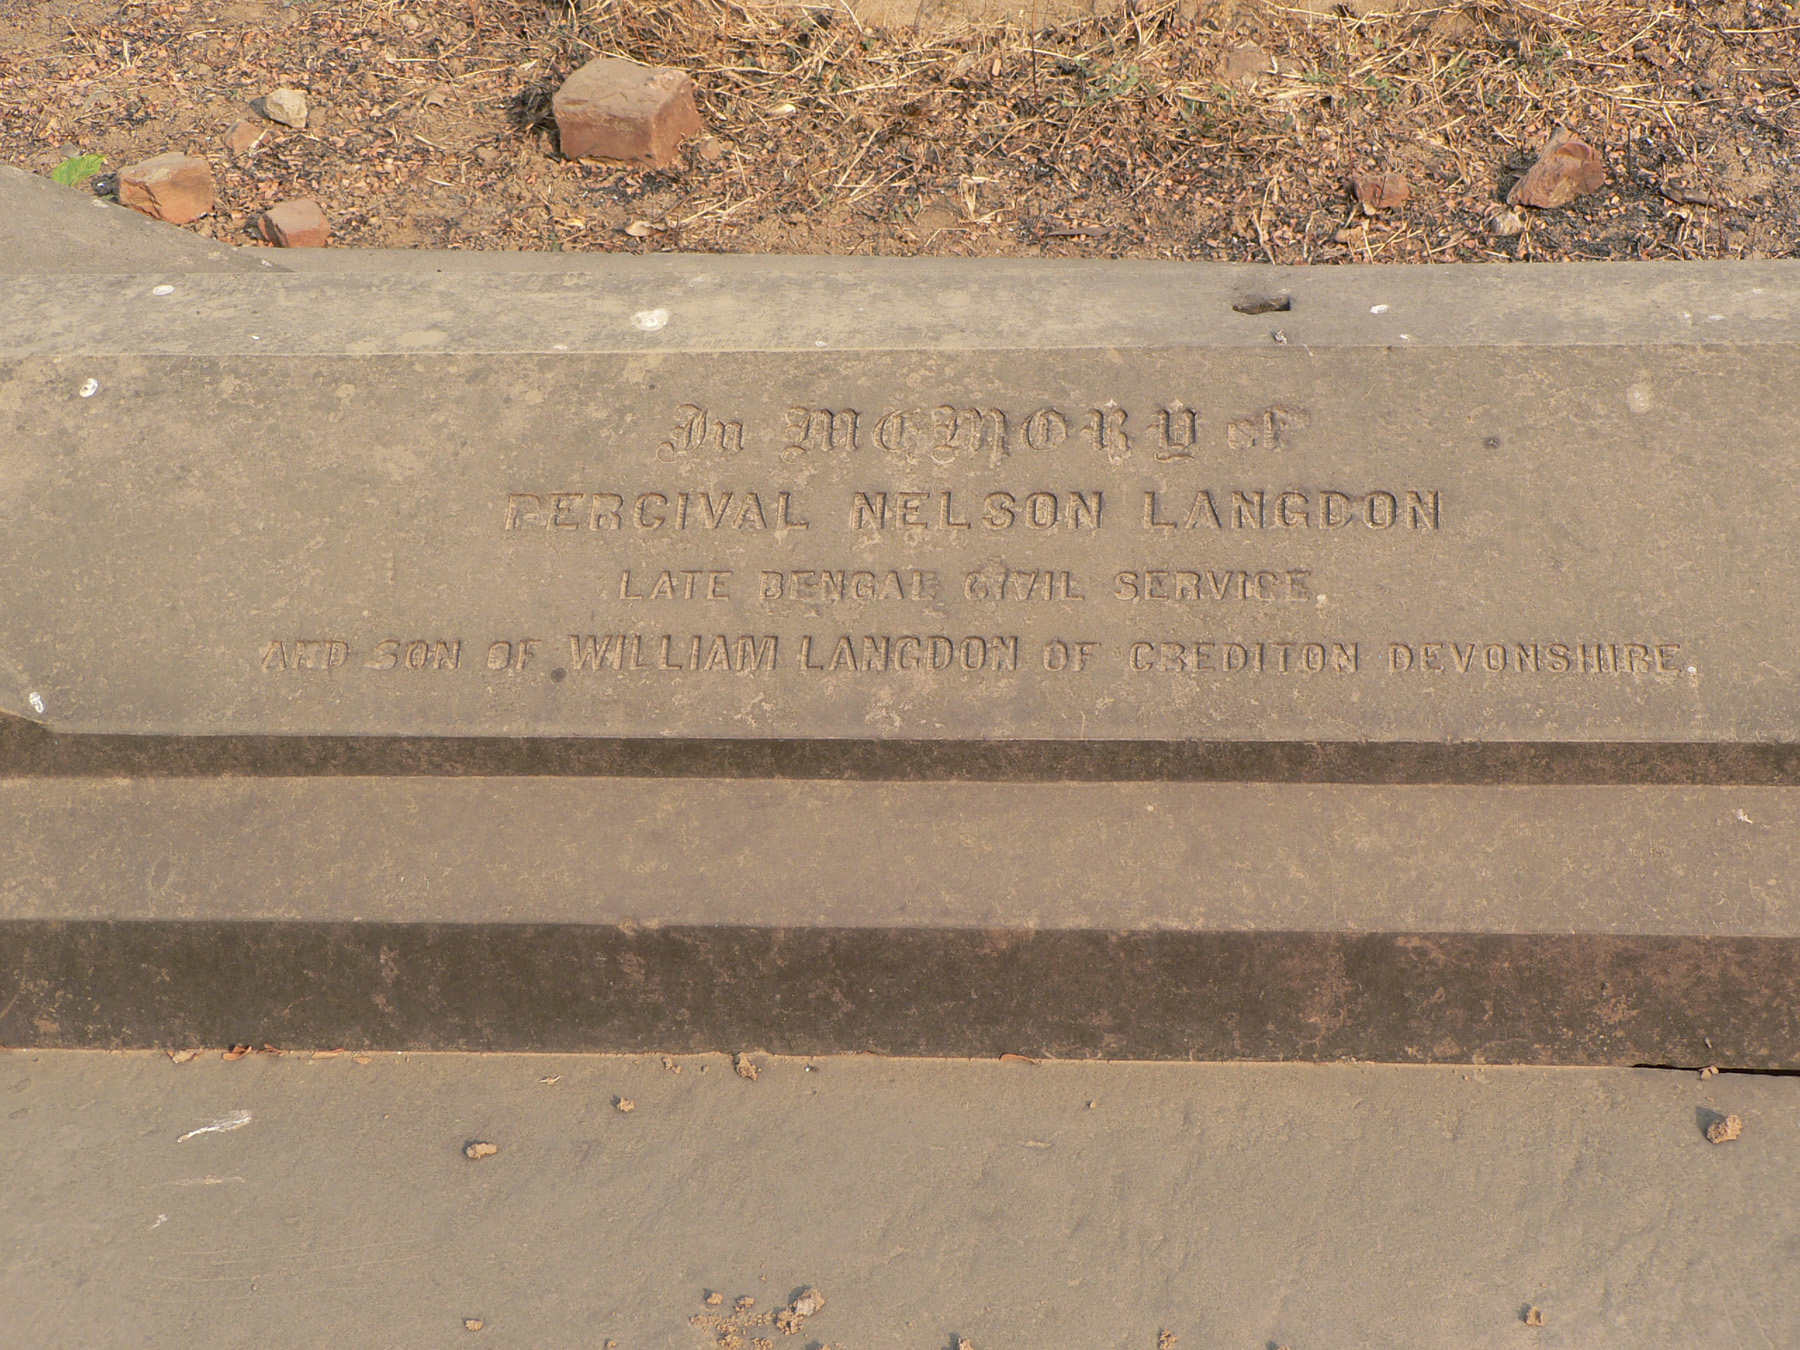 In MEMORY of
PERCIVAL NELSON LANGDON
LATE BENGAL CIVIL SERVICE
AND SON OF WILLIAM LANGDON OF CREDITON DEVONSHIRE.